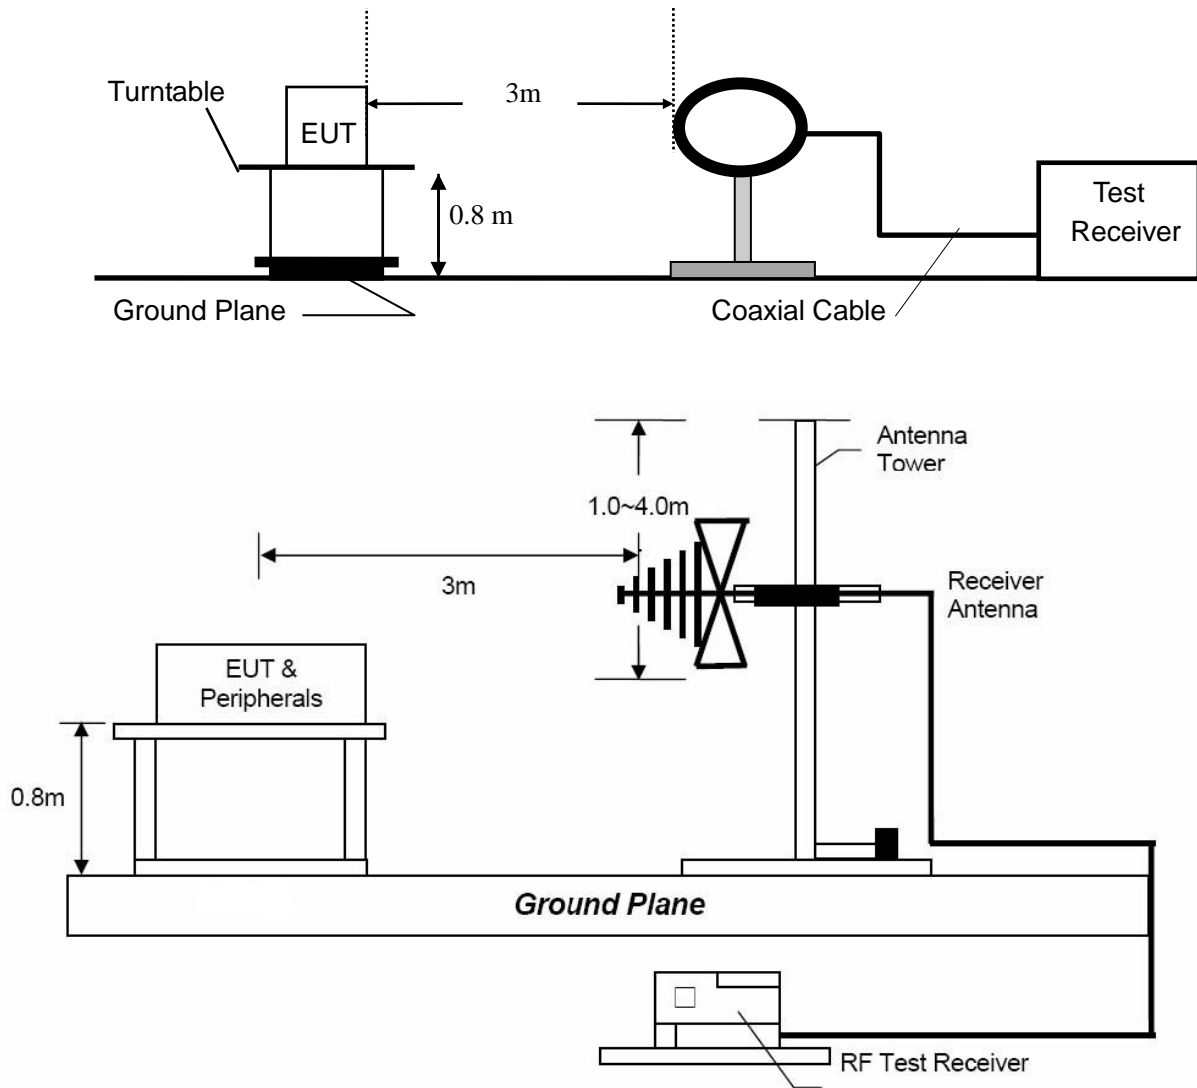 Turntable
3m
EUT
0.8 m
Test
Receiver
Ground Plane
Coaxial Cable
Antenna
Tower
1.0~4.0m
3m
Receiver
Antenna
EUT &
Peripherals
0.8m
Ground Plane
RF Test Receiver